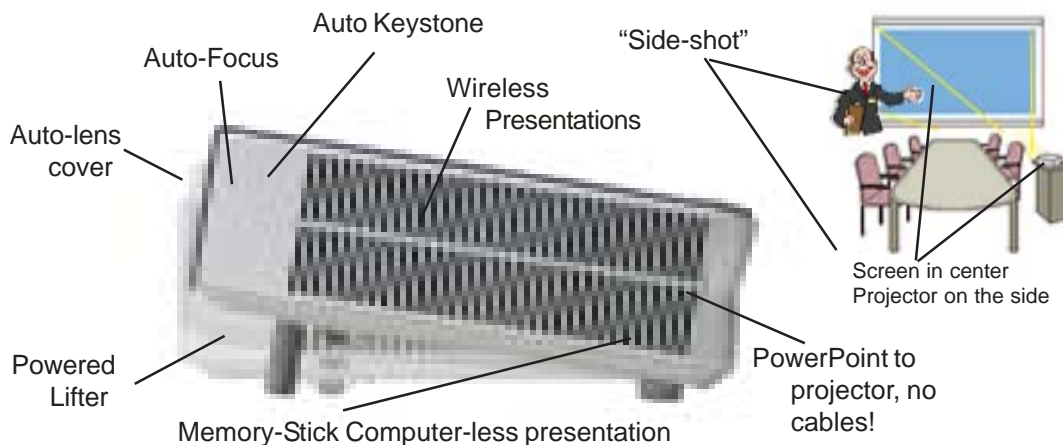 Auto Keystone
"Side-shot"
Auto-Focus
Wireless
Presentations
Auto-lens
cover
Screen in center
Projector on the side
Powered
Lifter
PowerPoint to
projector, no
cables!
Memory-Stick Computer-less presentation